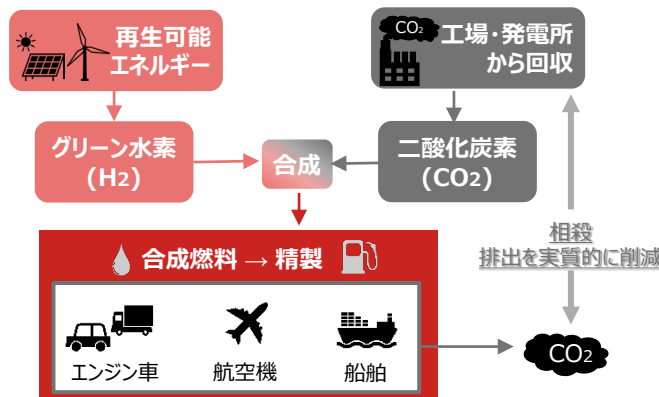 再生可能
エネルギー
CO2
工場・発電所
から回収
グリーン水素
(H2)
合成
二酸化炭素
(CO2)
相殺
排出を実質的に削減
合成燃料 → 精製
エンジン車
航空機
船舶
CO2